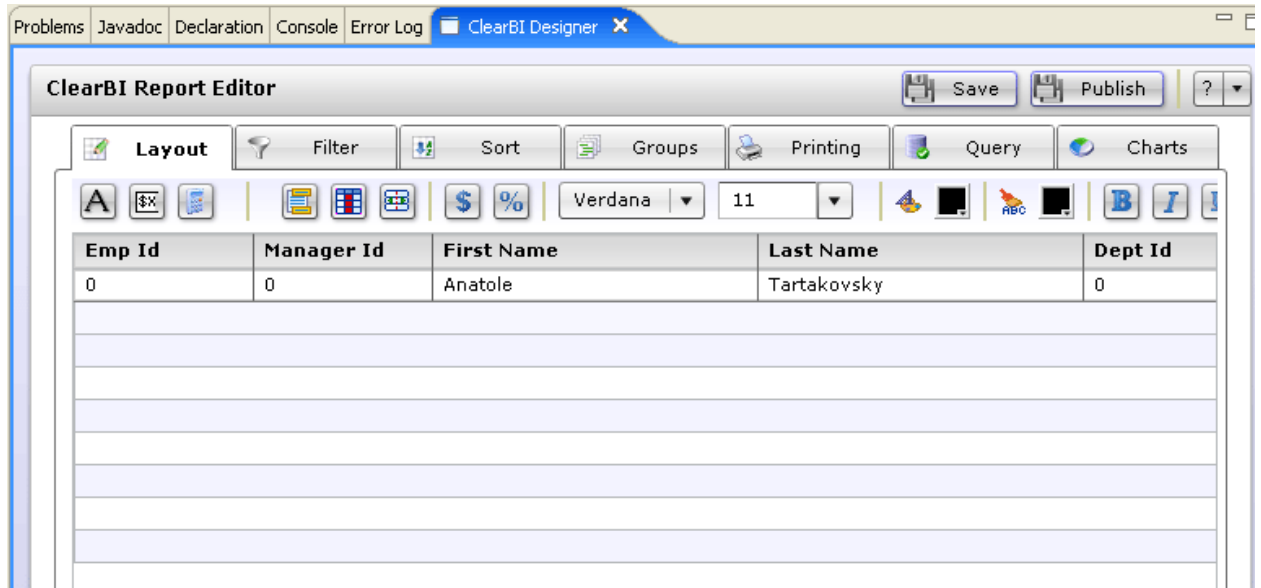 Problems Javadoc Declaration Console Error Log ClearBI Designer
ClearBI Report Editor Save Publish ?
Layout Filter Sort Groups Printing Query Charts
A $X $ % Verdana 11 ABC B I
Emp Id Manager Id First Name Last Name Dept Id
0 0 Anatole Tartakovsky 0